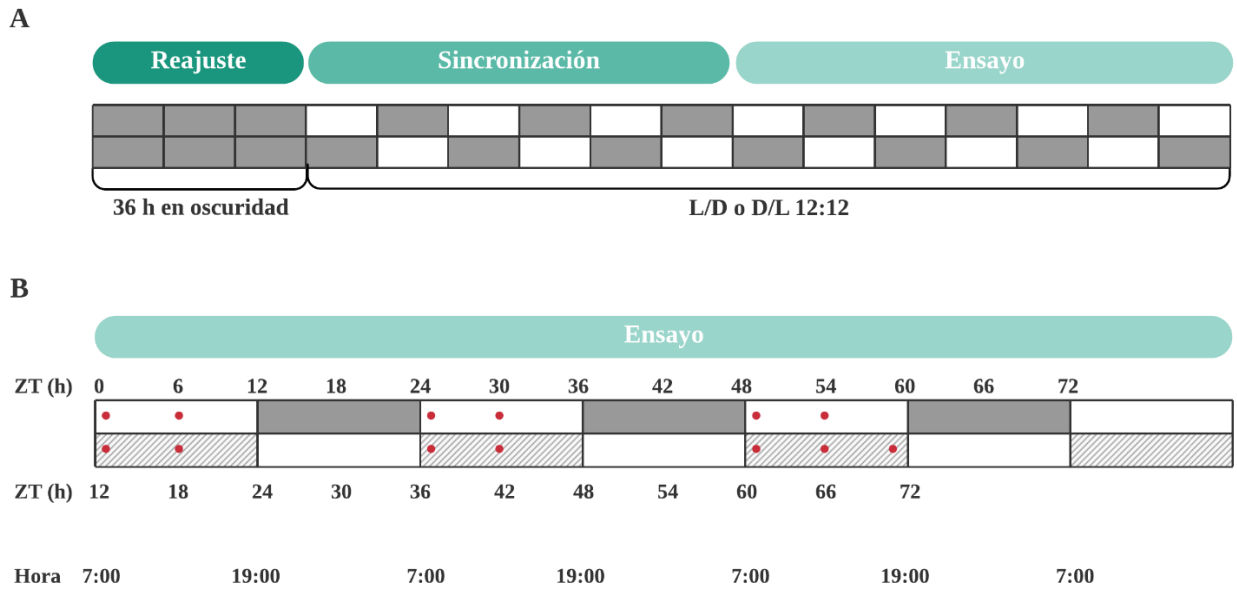 A
Reajuste Sincronización Ensayo
36 h en oscuridad L/D o D/L 12:12
B
Ensayo
ZT (h) 0 6 12 18 24 30 36 42 48 54 60 66 72
ZT (h) 12 18 24 30 36 42 48 54 60 66 72
Hora 7:00 19:00 7:00 19:00 7:00 19:00 7:00